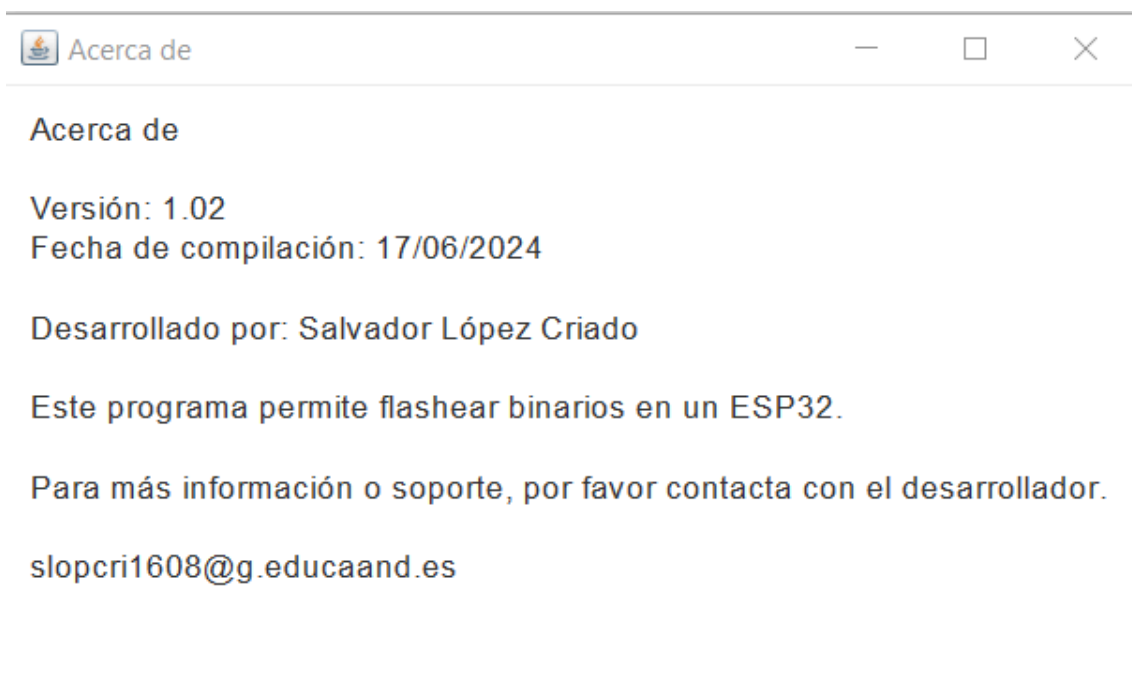 Acerca de
Acerca de
Versión: 1.02
Fecha de compilación: 17/06/2024
Desarrollado por: Salvador López Criado
Este programa permite flashear binarios en un ESP32.
Para más información o soporte, por favor contacta con el desarrollador.
slopcri1608@g.educaand.es